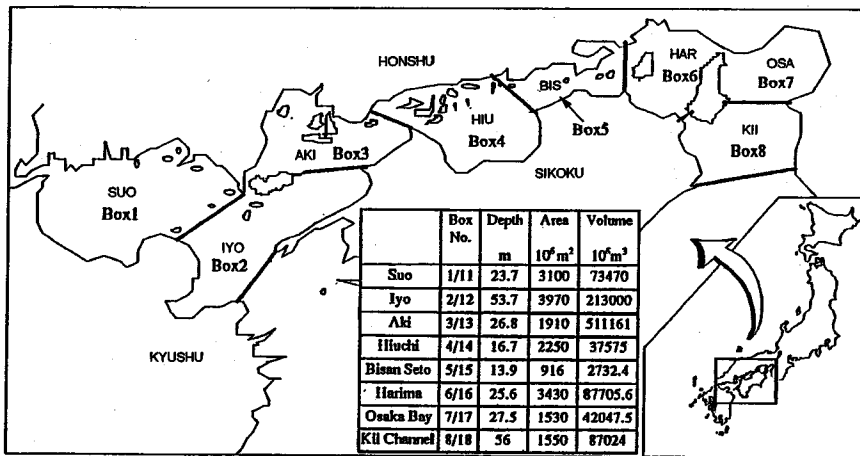 HONSHU
HAR
Box6
OSA
Box7
BIS
Box5
HIU
Box4
KII
Box8
AKI Box3
SIKOKU
SUO
Box1
IYO
Box2
KYUSHU
Box No. Depth m Area 10⁶m² Volume 10⁶m³
Suo 1/11 23.7 3100 73470
Iyo 2/12 53.7 3970 213000
Aki 3/13 26.8 1910 511161
Hiuchi 4/14 16.7 2250 37575
Bisan Seto 5/15 13.9 916 2732.4
Harima 6/16 25.6 3430 87705.6
Osaka Bay 7/17 27.5 1530 42047.5
Kii Channel 8/18 56 1550 87024